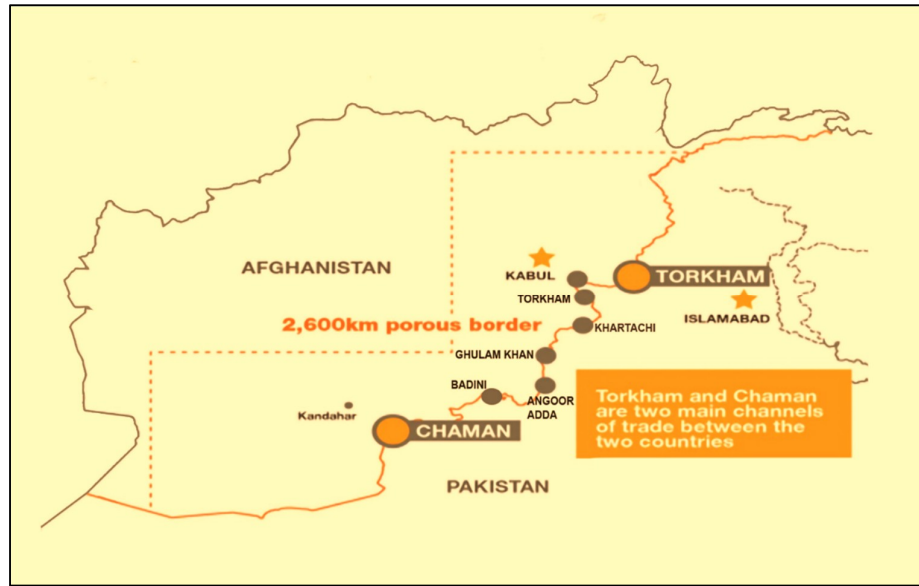 AFGHANISTAN
KABUL
TORKHAM
TORKHAM
ISLAMABAD
2,600km porous border
KHARTACHI
GHULAM KHAN
BADINI
ANGOOR
ADDA
Kandahar
CHAMAN
Torkham and Chaman
are two main channels
of trade between the
two countries
PAKISTAN